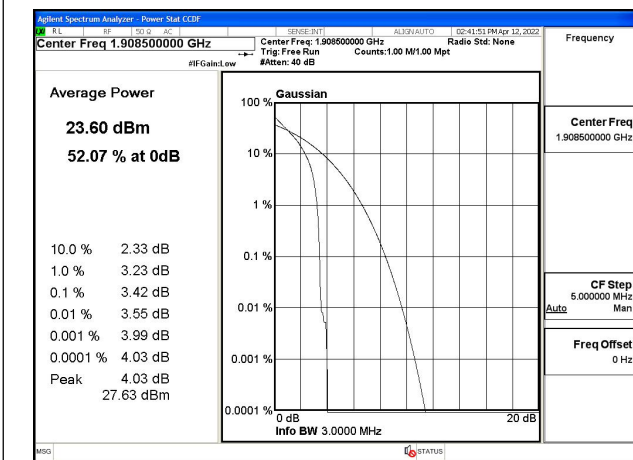 Agilent Spectrum Analyzer - Power Stat CCDF
LXI RL RF 50 Ω AC SENSE:INT ALIGN AUTO 02:41:51 PM Apr 12, 2022
Center Freq 1.908500000 GHz
Center Freq: 1.908500000 GHz Radio Std: None
Trig: Free Run Counts:1.00 M/1.00 Mpt
#IFGain:Low #Atten: 40 dB
Frequency
Average Power
23.60 dBm
52.07 % at 0dB
10.0 % 2.33 dB
1.0 % 3.23 dB
0.1 % 3.42 dB
0.01 % 3.55 dB
0.001 % 3.99 dB
0.0001 % 4.03 dB
Peak 4.03 dB
27.63 dBm
Gaussian
100 %
10 %
1 %
0.1 %
0.01 %
0.001 %
0.0001 %
0 dB 20 dB
Info BW 3.0000 MHz
Center Freq
1.908500000 GHz
CF Step
5.000000 MHz
Auto Man
Freq Offset
0 Hz
MSG STATUS